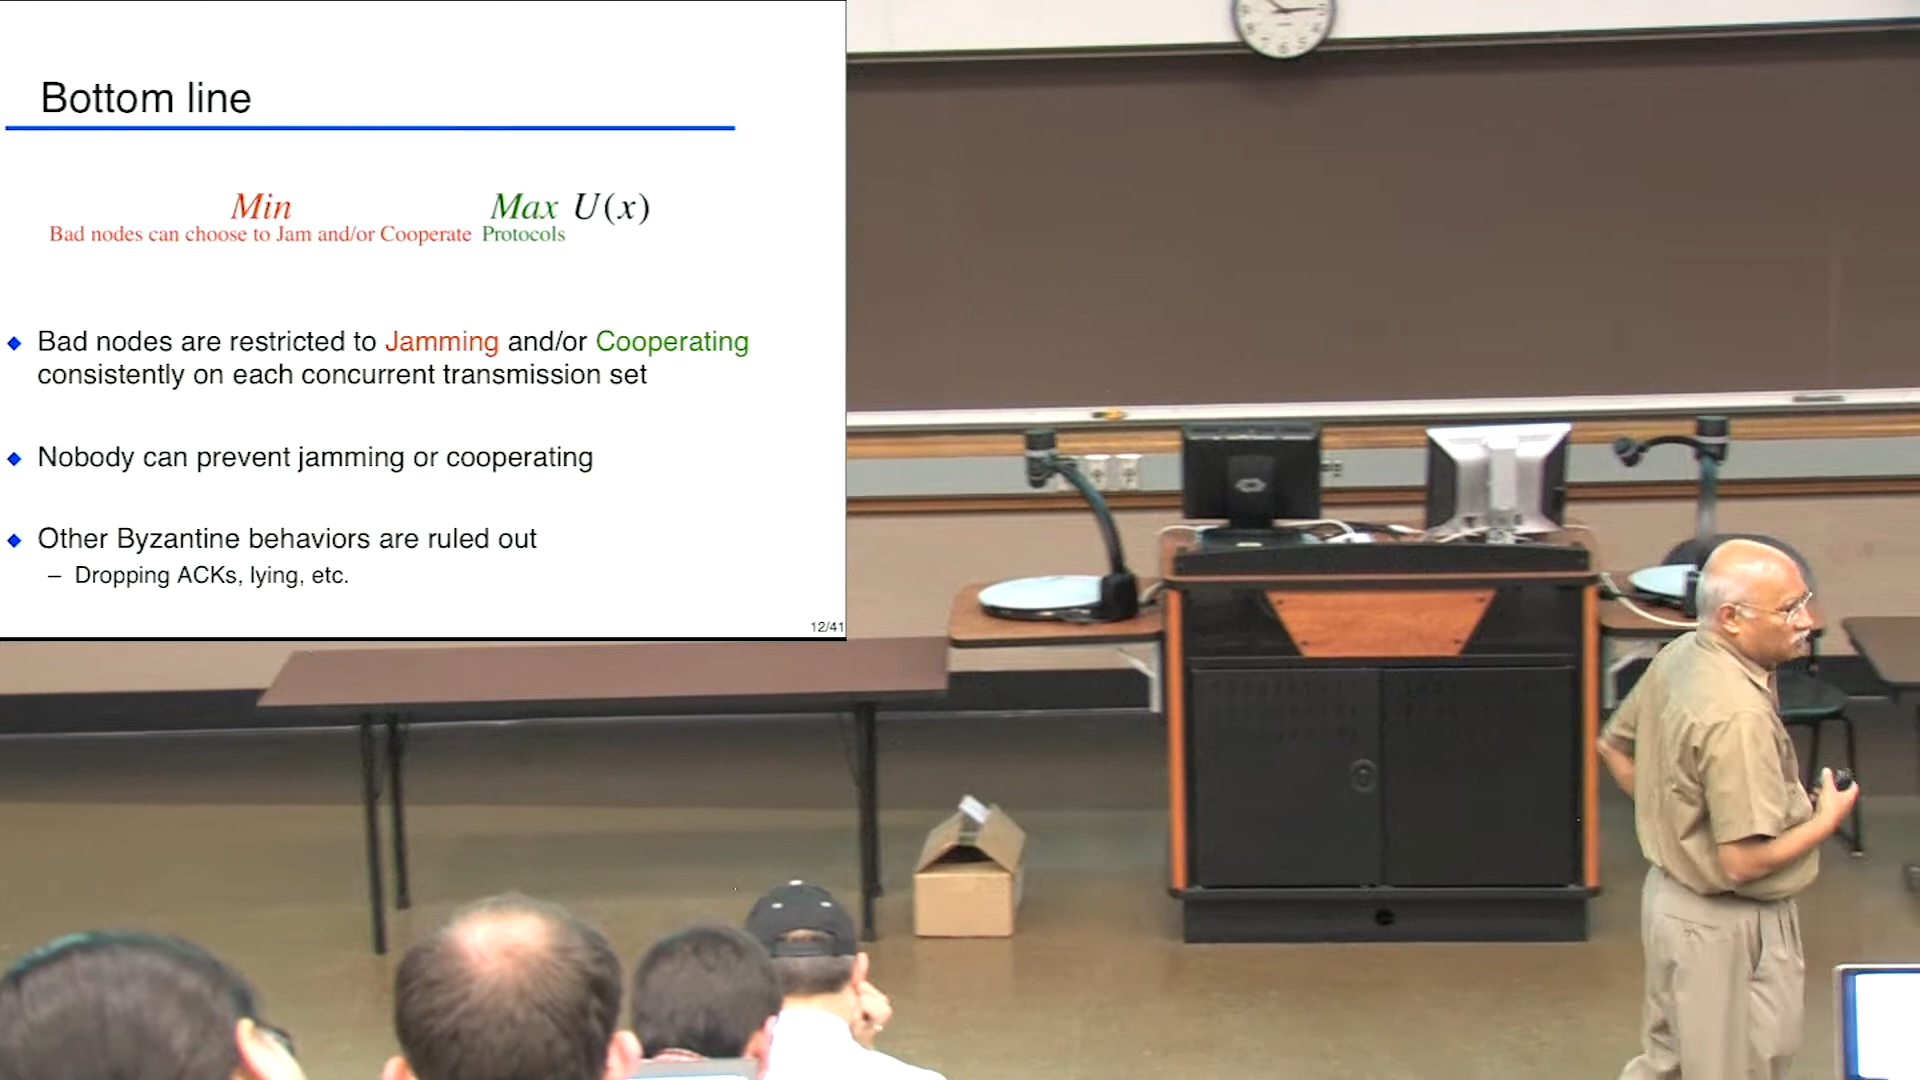 Bottom line
Min Max U(x)
Bad nodes can choose to Jam and/or Cooperate Protocols
◆ Bad nodes are restricted to Jamming and/or Cooperating
consistently on each concurrent transmission set
◆ Nobody can prevent jamming or cooperating
◆ Other Byzantine behaviors are ruled out
– Dropping ACKs, lying, etc.
12/41